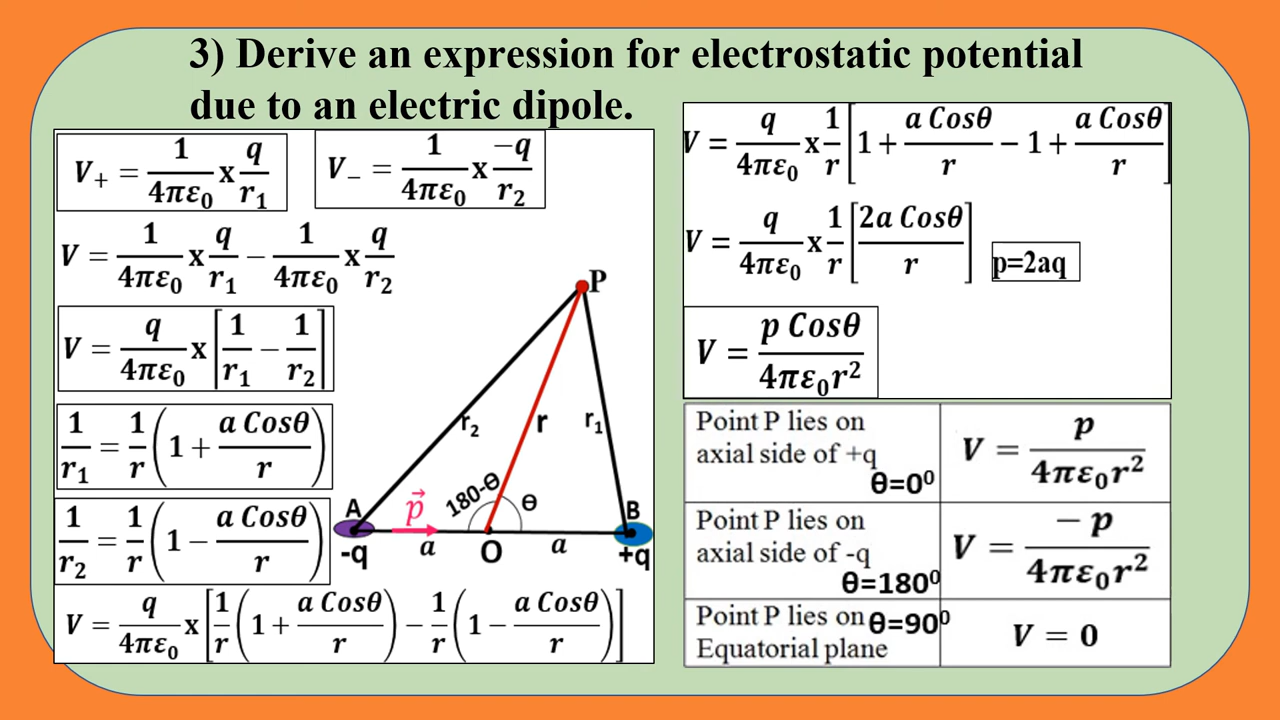 3) Derive an expression for electrostatic potential
due to an electric dipole.
V₊ = 1/4πε₀ x q/r₁
V₋ = 1/4πε₀ x −q/r₂
V = 1/4πε₀ x q/r₁ − 1/4πε₀ x q/r₂
V = q/4πε₀ x [1/r₁ − 1/r₂]
1/r₁ = 1/r (1 + a Cosθ/r)
1/r₂ = 1/r (1 − a Cosθ/r)
V = q/4πε₀ x [1/r (1 + a Cosθ/r) − 1/r (1 − a Cosθ/r)]
P
r₂
r
r₁
180-θ
θ
A
p⃗
B
-q
a
O
a
+q
V = q/4πε₀ x 1/r [1 + a Cosθ/r − 1 + a Cosθ/r]
V = q/4πε₀ x 1/r [2a Cosθ/r]
p=2aq
V = p Cosθ/4πε₀r²
Point P lies on
axial side of +q
θ=0⁰
V = p/4πε₀r²
Point P lies on
axial side of -q
θ=180⁰
V = −p/4πε₀r²
Point P lies on θ=90⁰
Equatorial plane
V = 0